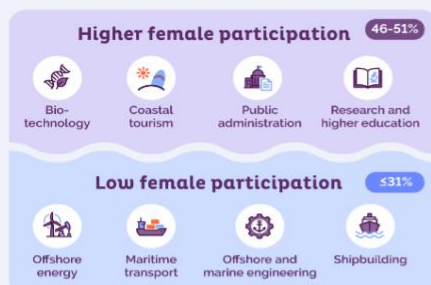 Higher female participation 46-51%
Bio-
technology
Coastal
tourism
Public
administration
Research and
higher education
Low female participation ≤31%
Offshore
energy
Maritime
transport
Offshore and
marine engineering
Shipbuilding